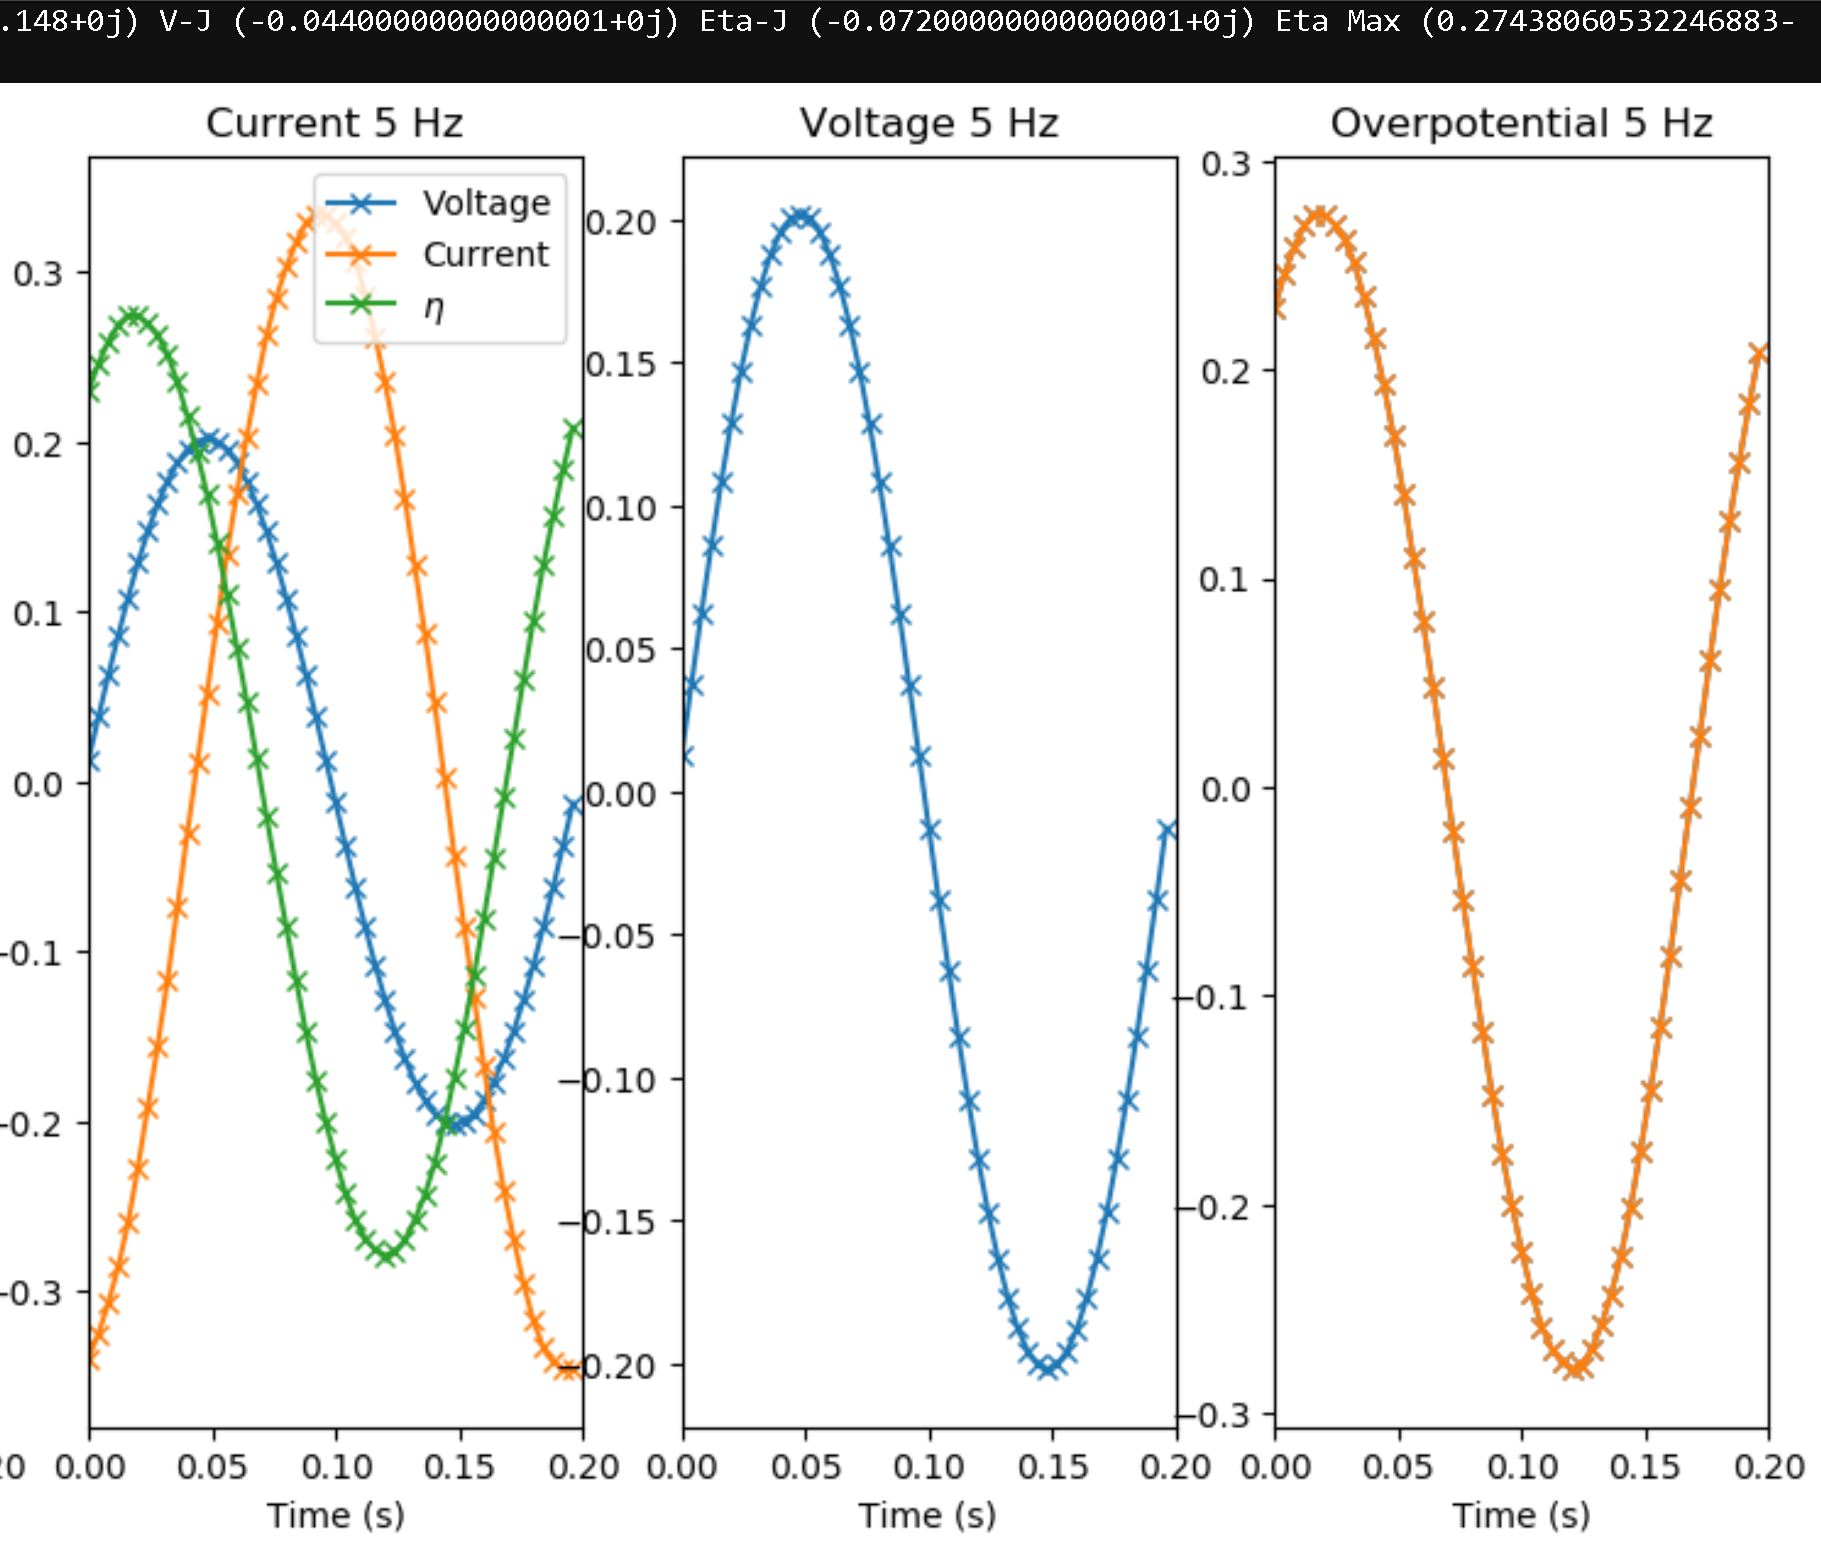 .148+0j) V-J (-0.04400000000000001+0j) Eta-J (-0.07200000000000001+0j) Eta Max (0.27438060532246883-
Current 5 Hz
Voltage
Current
η
0.3
0.2
0.1
0.0
-0.1
-0.2
-0.3
20
0.00 0.05 0.10 0.15 0.20
Time (s)
Voltage 5 Hz
0.20
0.15
0.10
0.05
0.00
−0.05
−0.10
−0.15
−0.20
0.00 0.05 0.10 0.15 0.20
Time (s)
Overpotential 5 Hz
0.3
0.2
0.1
0.0
−0.1
−0.2
−0.3
0.00 0.05 0.10 0.15 0.20
Time (s)